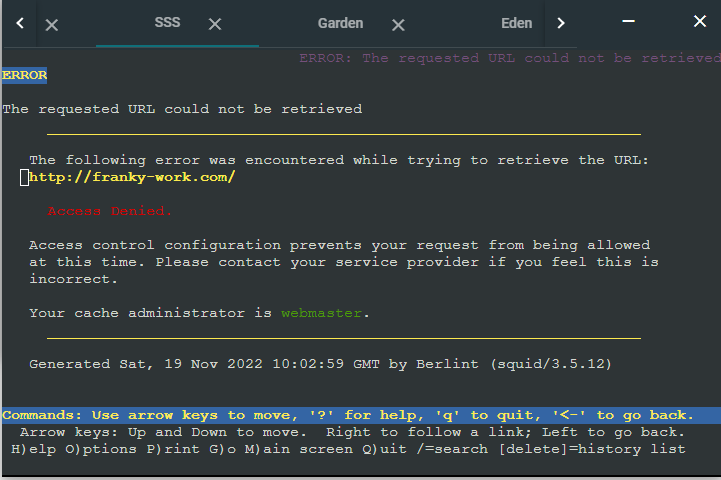 SSS Garden Eden
ERROR: The requested URL could not be retrieved
ERROR
The requested URL could not be retrieved
The following error was encountered while trying to retrieve the URL:
http://franky-work.com/
Access Denied.
Access control configuration prevents your request from being allowed
at this time. Please contact your service provider if you feel this is
incorrect.
Your cache administrator is webmaster.
Generated Sat, 19 Nov 2022 10:02:59 GMT by Berlint (squid/3.5.12)
Commands: Use arrow keys to move, '?' for help, 'q' to quit, '<-' to go back.
Arrow keys: Up and Down to move. Right to follow a link; Left to go back.
H)elp O)ptions P)rint G)o M)ain screen Q)uit /=search [delete]=history list